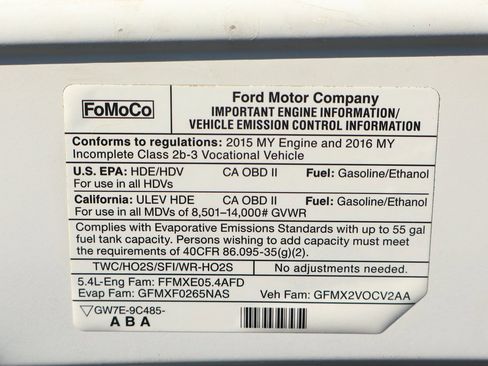 FoMoCo
Ford Motor Company
IMPORTANT ENGINE INFORMATION/
VEHICLE EMISSION CONTROL INFORMATION
Conforms to regulations: 2015 MY Engine and 2016 MY
Incomplete Class 2b-3 Vocational Vehicle
U.S. EPA: HDE/HDV CA OBD II Fuel: Gasoline/Ethanol
For use in all HDVs
California: ULEV HDE CA OBD II Fuel: Gasoline/Ethanol
For use in all MDVs of 8,501–14,000# GVWR
Complies with Evaporative Emissions Standards with up to 55 gal
fuel tank capacity. Persons wishing to add capacity must meet
the requirements of 40CFR 86.095-35(g)(2).
TWC/HO2S/SFI/WR-HO2S No adjustments needed.
5.4L-Eng Fam: FFMXE05.4AFD
Evap Fam: GFMXF0265NAS Veh Fam: GFMX2VOCV2AA
GW7E-9C485-
A B A